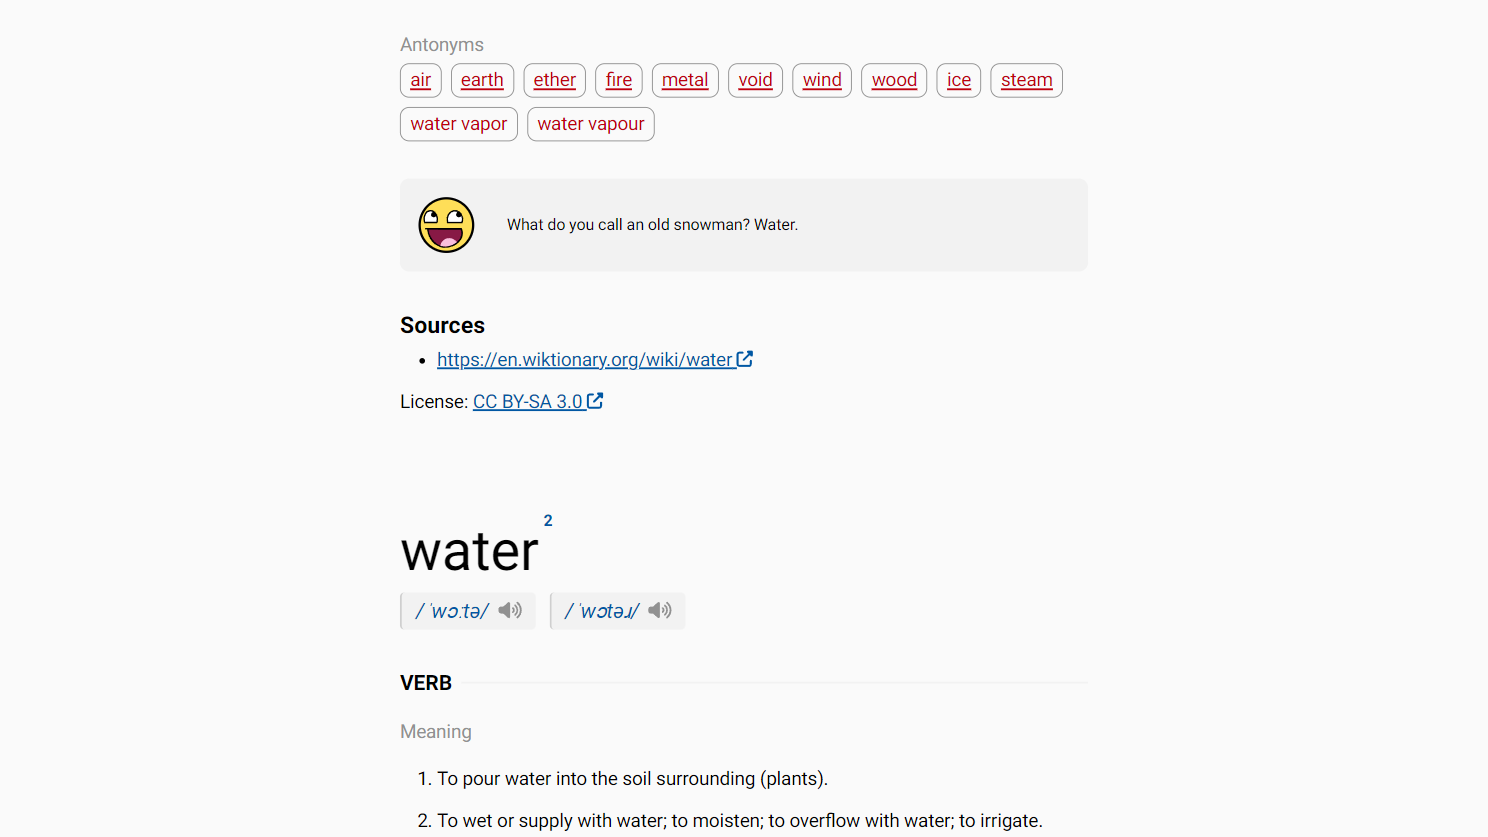 Antonyms
air earth ether fire metal void wind wood ice steam
water vapor water vapour
What do you call an old snowman? Water.
Sources
• https://en.wiktionary.org/wiki/water
License: CC BY-SA 3.0
water 2
/ˈwɔːtə/ /ˈwɔtəɹ/
VERB
Meaning
1. To pour water into the soil surrounding (plants).
2. To wet or supply with water; to moisten; to overflow with water; to irrigate.